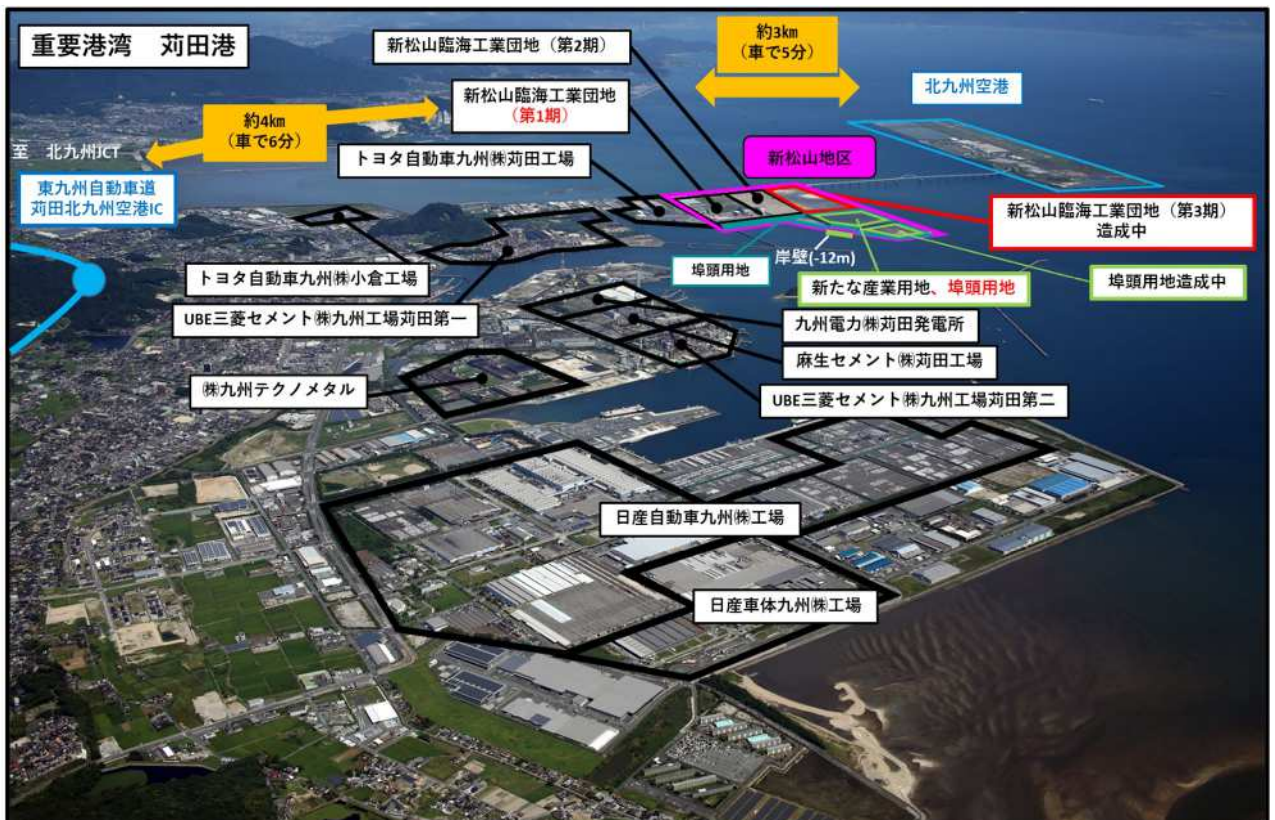 重要港湾 苅田港
新松山臨海工業団地（第2期）
約3km
（車で5分）
北九州空港
新松山臨海工業団地
（第1期）
約4km
（車で6分）
至 北九州JCT
トヨタ自動車九州㈱苅田工場
新松山地区
東九州自動車道
苅田北九州空港IC
新松山臨海工業団地（第3期）
造成中
岸壁(-12m)
トヨタ自動車九州㈱小倉工場
埠頭用地
埠頭用地造成中
新たな産業用地、埠頭用地
UBE三菱セメント㈱九州工場苅田第一
九州電力㈱苅田発電所
麻生セメント㈱苅田工場
㈱九州テクノメタル
UBE三菱セメント㈱九州工場苅田第二
日産自動車九州㈱工場
日産車体九州㈱工場